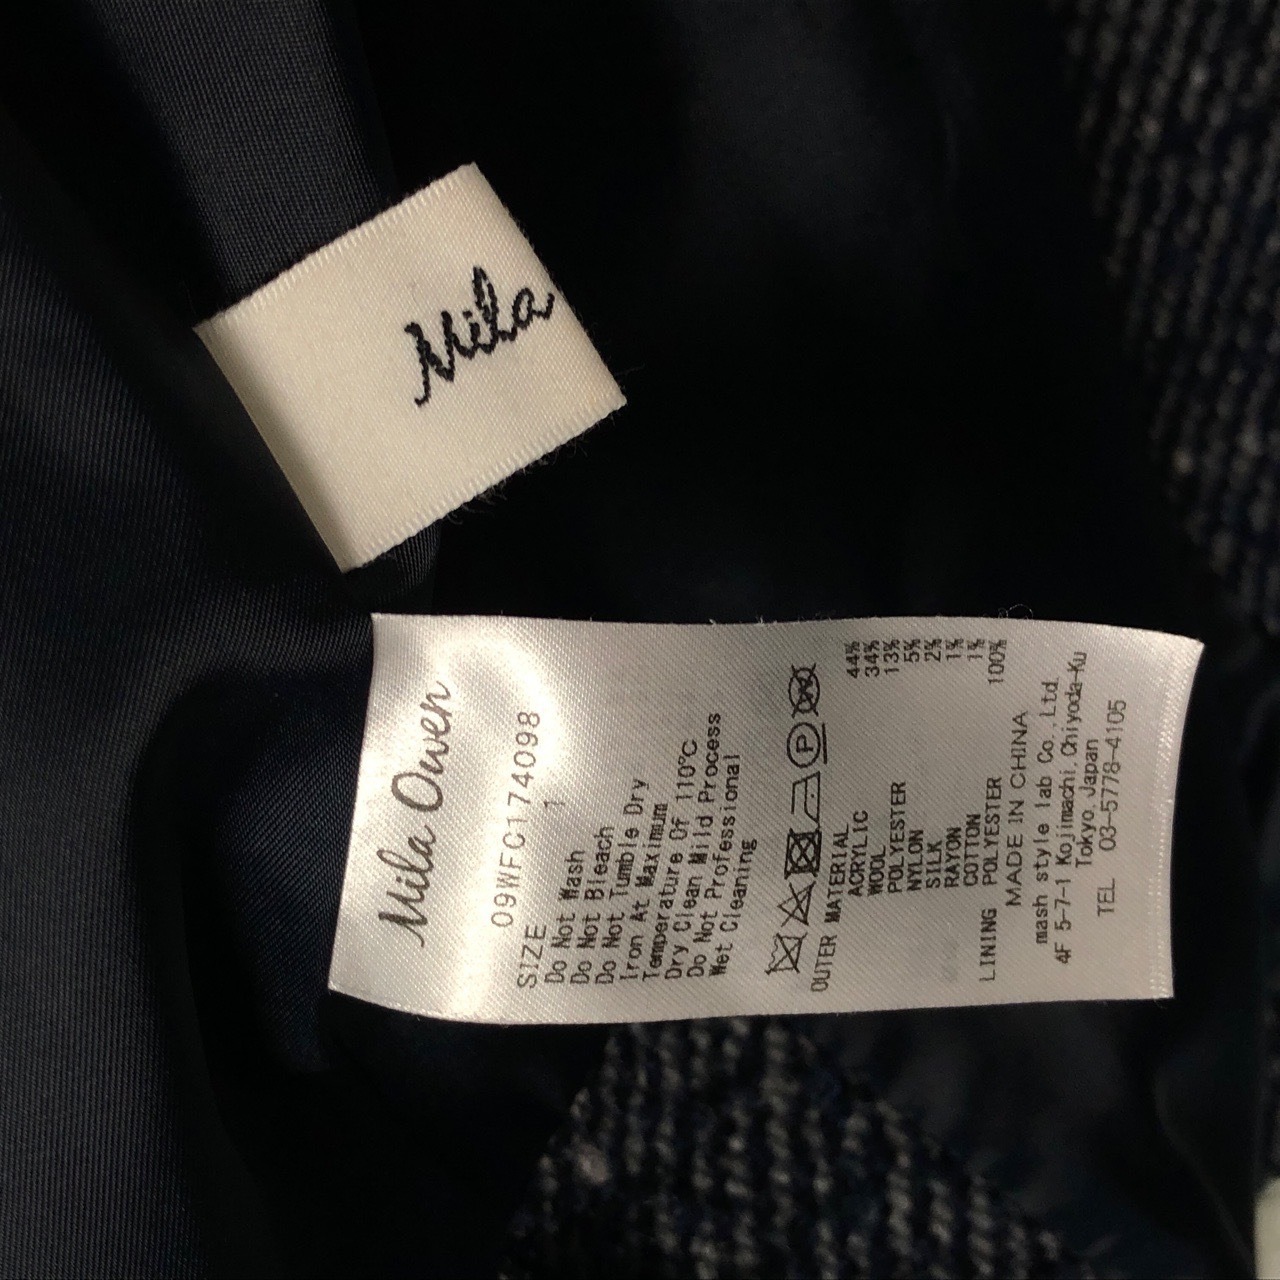 Mila
Mila Owen
09WFC174098
SIZE 1
Do Not Wash
Do Not Bleach
Do Not Tumble Dry
Iron At Maximum
Temperature Of 110℃
Dry Clean Mild Process
Do Not Professional
Wet Cleaning
P
W
OUTER MATERIAL
ACRYLIC 44%
WOOL 34%
POLYESTER 13%
NYLON 5%
SILK 2%
RAYON 1%
COTTON 1%
LINING POLYESTER 100%
MADE IN CHINA
mash style lab Co., Ltd.
4F 5-7-1 Kojimachi, Chiyoda-Ku
Tokyo, Japan
TEL 03-5778-4105